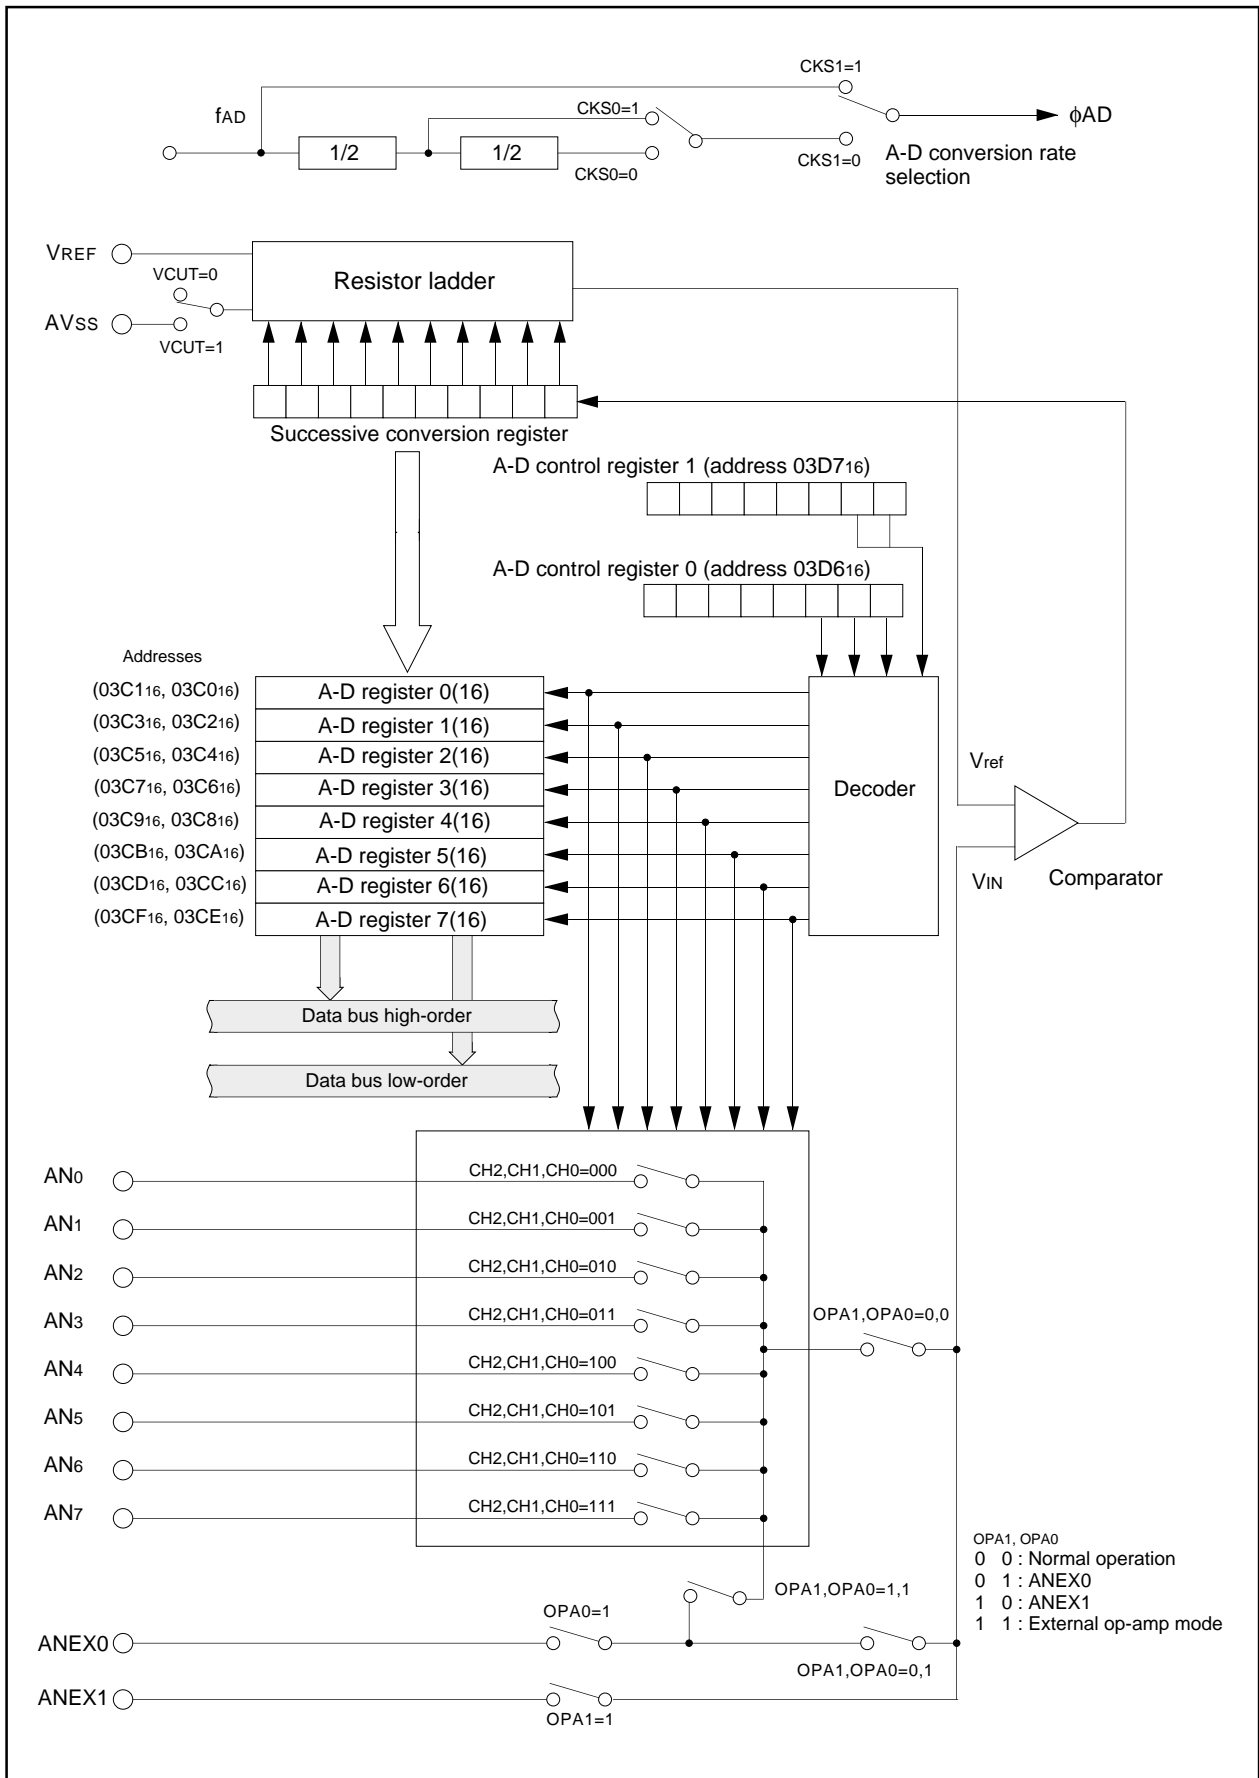 CKS1=1
fAD
CKS0=1
φAD
1/2
1/2
CKS0=0
CKS1=0
A-D conversion rate
selection
VREF
VCUT=0
Resistor ladder
AVSS
VCUT=1
Successive conversion register
A-D control register 1 (address 03D716)
A-D control register 0 (address 03D616)
Addresses
(03C116, 03C016)
A-D register 0(16)
(03C316, 03C216)
A-D register 1(16)
(03C516, 03C416)
A-D register 2(16)
(03C716, 03C616)
A-D register 3(16)
(03C916, 03C816)
A-D register 4(16)
(03CB16, 03CA16)
A-D register 5(16)
(03CD16, 03CC16)
A-D register 6(16)
(03CF16, 03CE16)
A-D register 7(16)
Decoder
Vref
VIN
Comparator
Data bus high-order
Data bus low-order
AN0
CH2,CH1,CH0=000
AN1
CH2,CH1,CH0=001
AN2
CH2,CH1,CH0=010
AN3
CH2,CH1,CH0=011
OPA1,OPA0=0,0
AN4
CH2,CH1,CH0=100
AN5
CH2,CH1,CH0=101
AN6
CH2,CH1,CH0=110
AN7
CH2,CH1,CH0=111
OPA1, OPA0
0 0 : Normal operation
0 1 : ANEX0
1 0 : ANEX1
1 1 : External op-amp mode
OPA1,OPA0=1,1
OPA0=1
ANEX0
OPA1,OPA0=0,1
ANEX1
OPA1=1